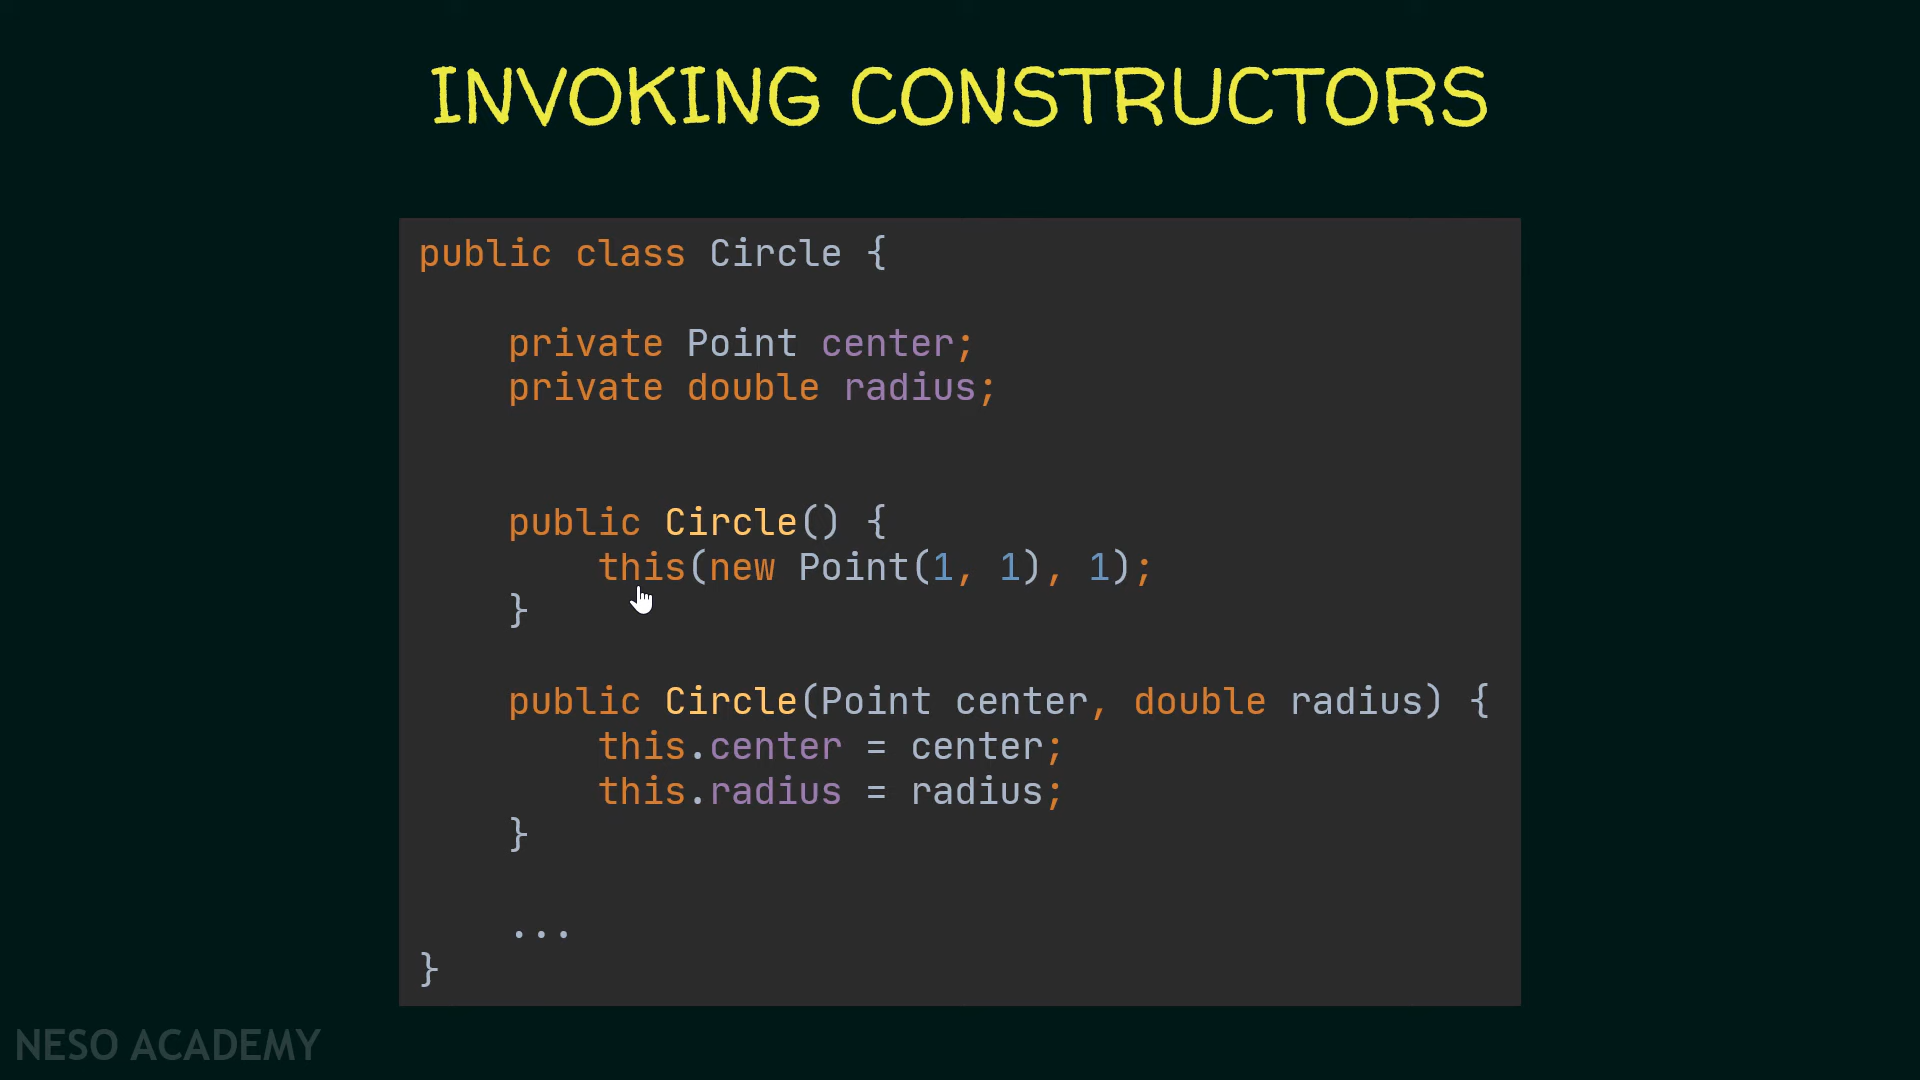 INVOKING CONSTRUCTORS
public class Circle {
private Point center;
private double radius;
public Circle() {
this(new Point(1, 1), 1);
}
public Circle(Point center, double radius) {
this.center = center;
this.radius = radius;
}
...
}
NESO ACADEMY